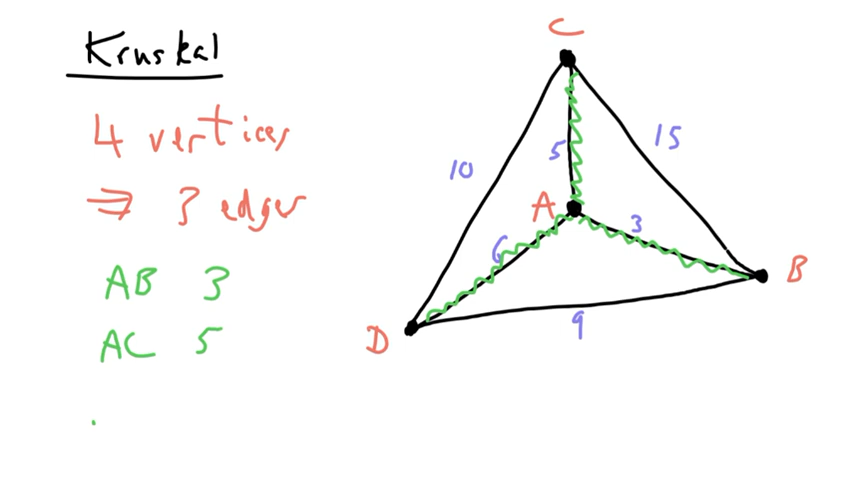 Kruskal
4 vertices
⇒ 3 edges
AB 3
AC 5
C
10
5
15
A
3
6
B
9
D